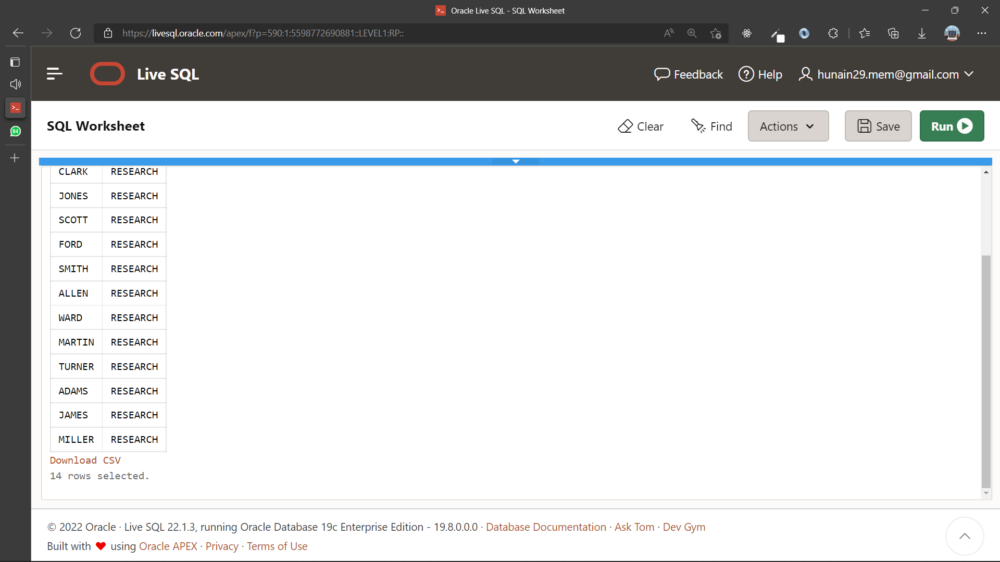 Oracle Live SQL - SQL Worksheet
https://livesql.oracle.com/apex/f?p=590:1:5598772690881::LEVEL1:RP::
84
Live SQL
Feedback
Help
hunain29.mem@gmail.com
SQL Worksheet
Clear
Find
Actions
Save
Run
CLARK RESEARCH
JONES RESEARCH
SCOTT RESEARCH
FORD RESEARCH
SMITH RESEARCH
ALLEN RESEARCH
WARD RESEARCH
MARTIN RESEARCH
TURNER RESEARCH
ADAMS RESEARCH
JAMES RESEARCH
MILLER RESEARCH
Download CSV
14 rows selected.
© 2022 Oracle · Live SQL 22.1.3, running Oracle Database 19c Enterprise Edition - 19.8.0.0.0 · Database Documentation · Ask Tom · Dev Gym
Built with ❤ using Oracle APEX · Privacy · Terms of Use